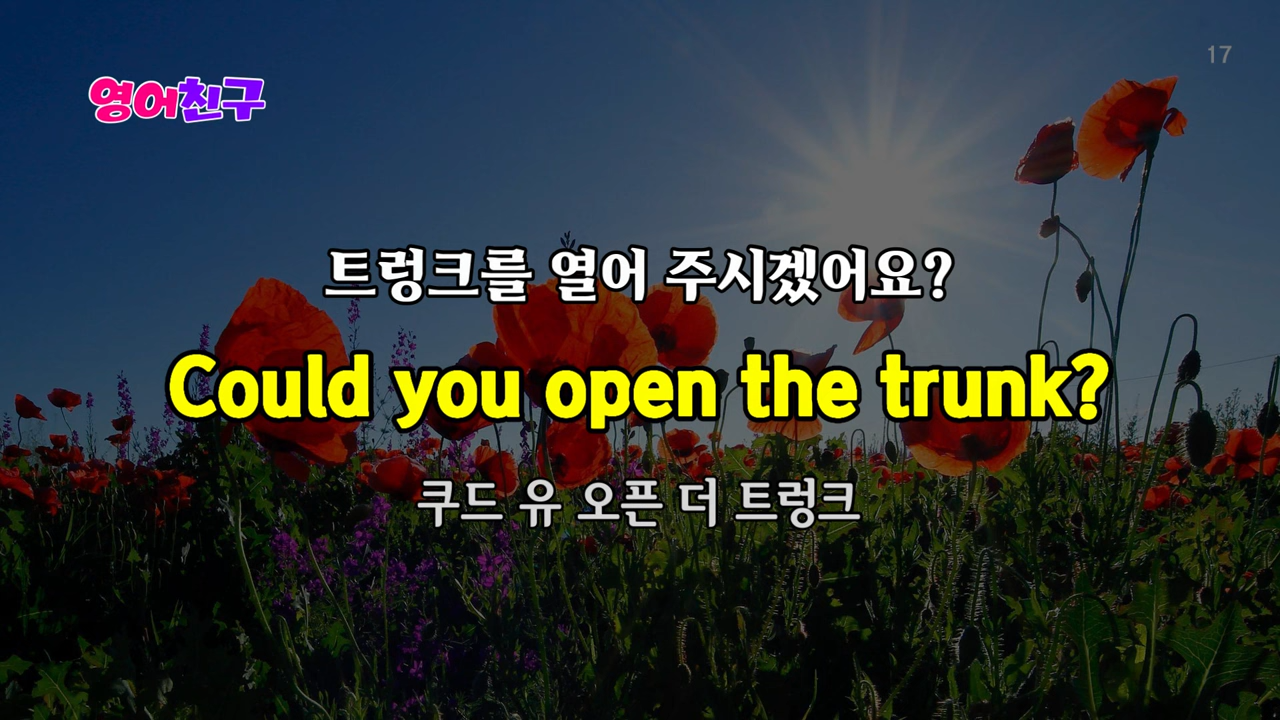 17
영어친구
트렁크를 열어 주시겠어요?
Could you open the trunk?
쿠드 유 오픈 더 트렁크